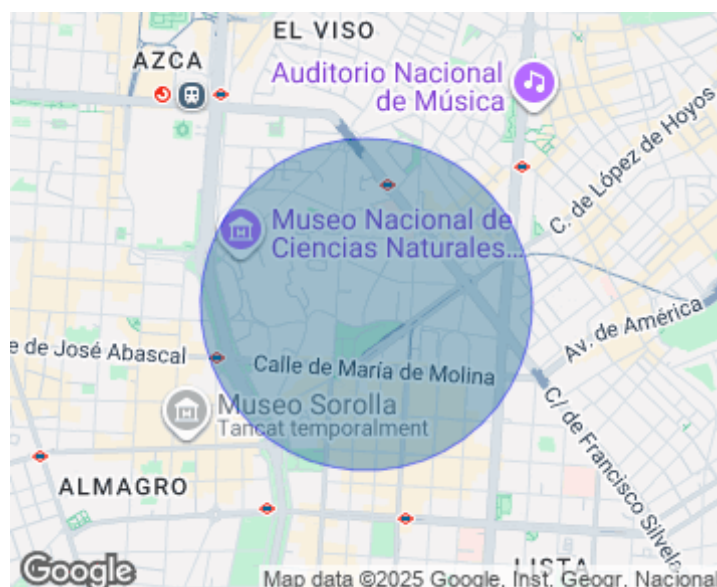 EL VISO
AZCA
Auditorio Nacional
de Música
C. de López de Hoyos
Museo Nacional de
Ciencias Naturales...
Av. de América
e de José Abascal
Calle de María de Molina
Museo Sorolla
Tancat temporalment
C/ de Francisco Silvela
ALMAGRO
LISTA
Google
Map data ©2025 Google, Inst. Geogr. Nacional